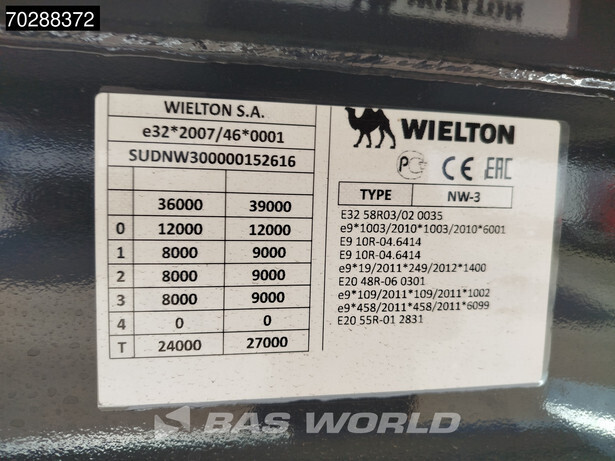 70288372
WIELTON
WIELTON S.A.
e32*2007/46*0001
SUDNW300000152616
36000 39000
0 12000 12000
1 8000 9000
2 8000 9000
3 8000 9000
4 0 0
T 24000 27000
WIELTON
CE EAC
TYPE NW-3
E32 58R03/02 0035
e9*1003/2010*1003/2010*6001
E9 10R-04.6414
E9 10R-04.6414
e9*19/2011*249/2012*1400
E20 48R-06 0301
e9*109/2011*109/2011*1002
e9*458/2011*458/2011*6099
E20 55R-01 2831
BAS WORLD